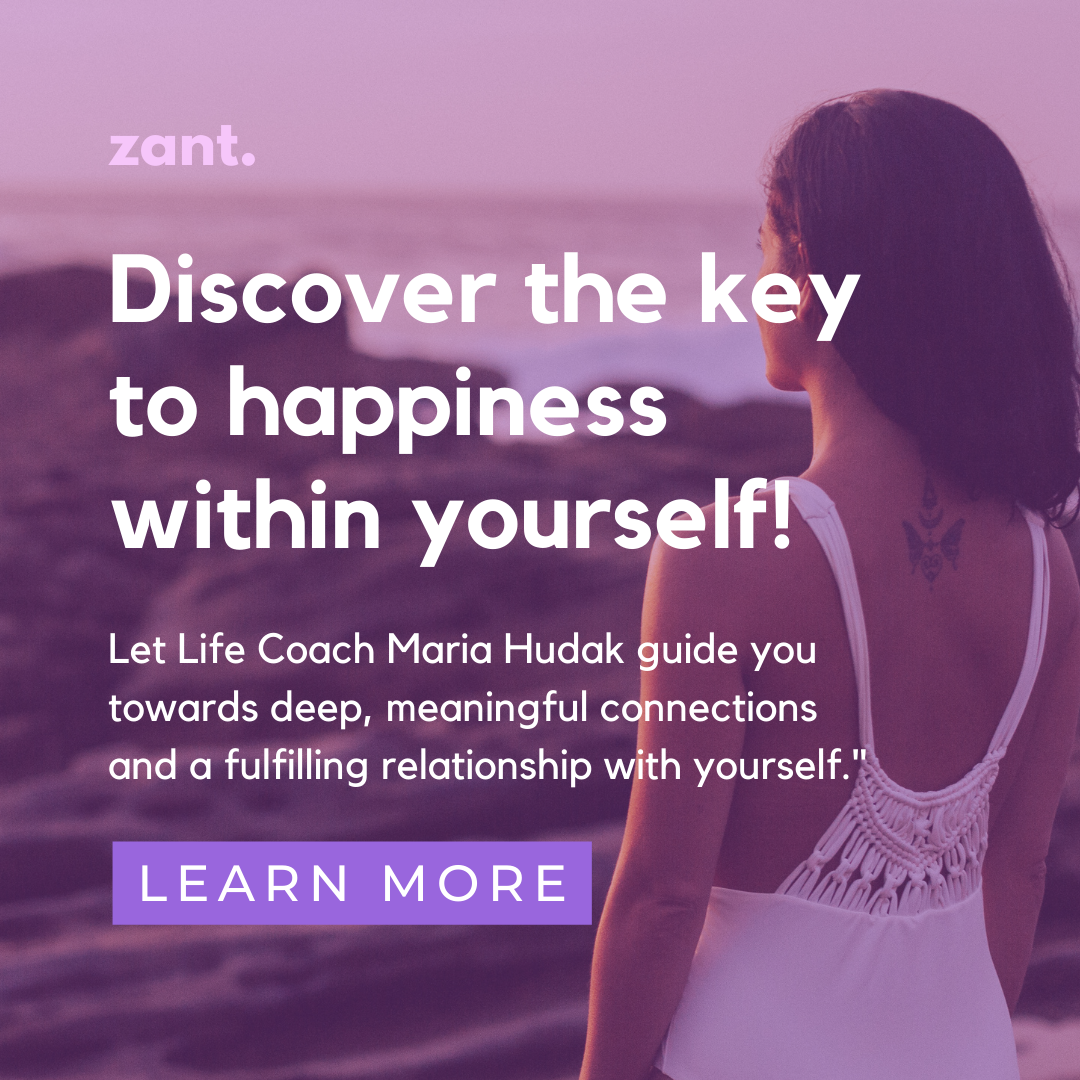 zant.
Discover the key
to happiness
within yourself!
Let Life Coach Maria Hudak guide you
towards deep, meaningful connections
and a fulfilling relationship with yourself."
LEARN MORE